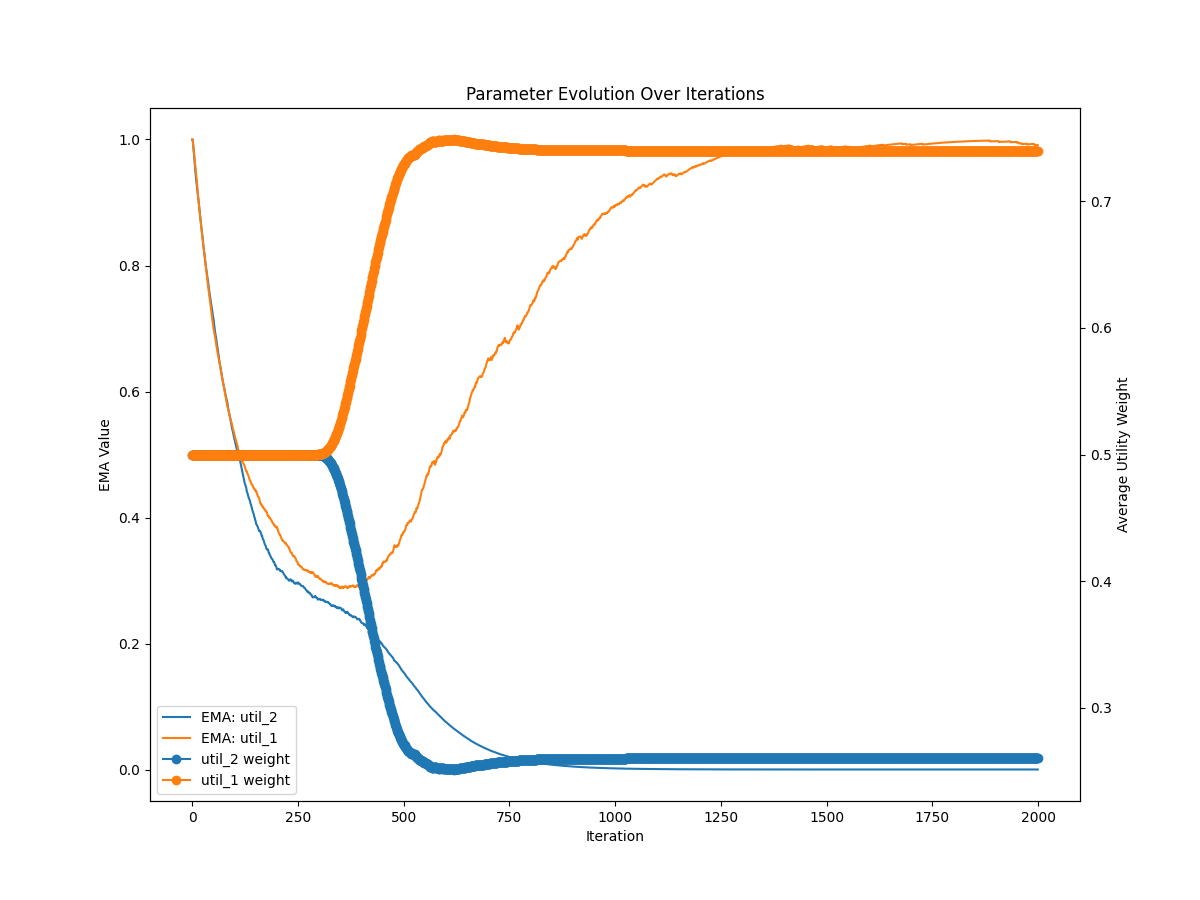 Parameter Evolution Over Iterations
1.0
0.8
0.6
0.4
0.2
0.0
EMA Value
0.7
0.6
0.5
0.4
0.3
Average Utility Weight
EMA: util_2
EMA: util_1
util_2 weight
util_1 weight
0 250 500 750 1000 1250 1500 1750 2000
Iteration